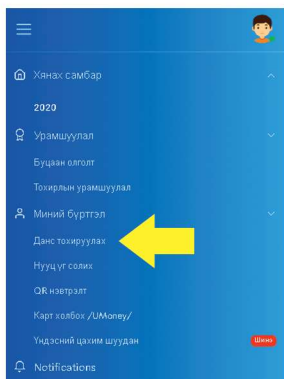 Хянах самбар
2020
Урамшуулал
Буцаан олголт
Тохирлын урамшуулал
Миний бүртгэл
Данс тохируулах
Нууц үг солих
QR нэвтрэлт
Карт холбох /UMoney/
Үндэсний цахим шуудан
Шинэ
Notifications